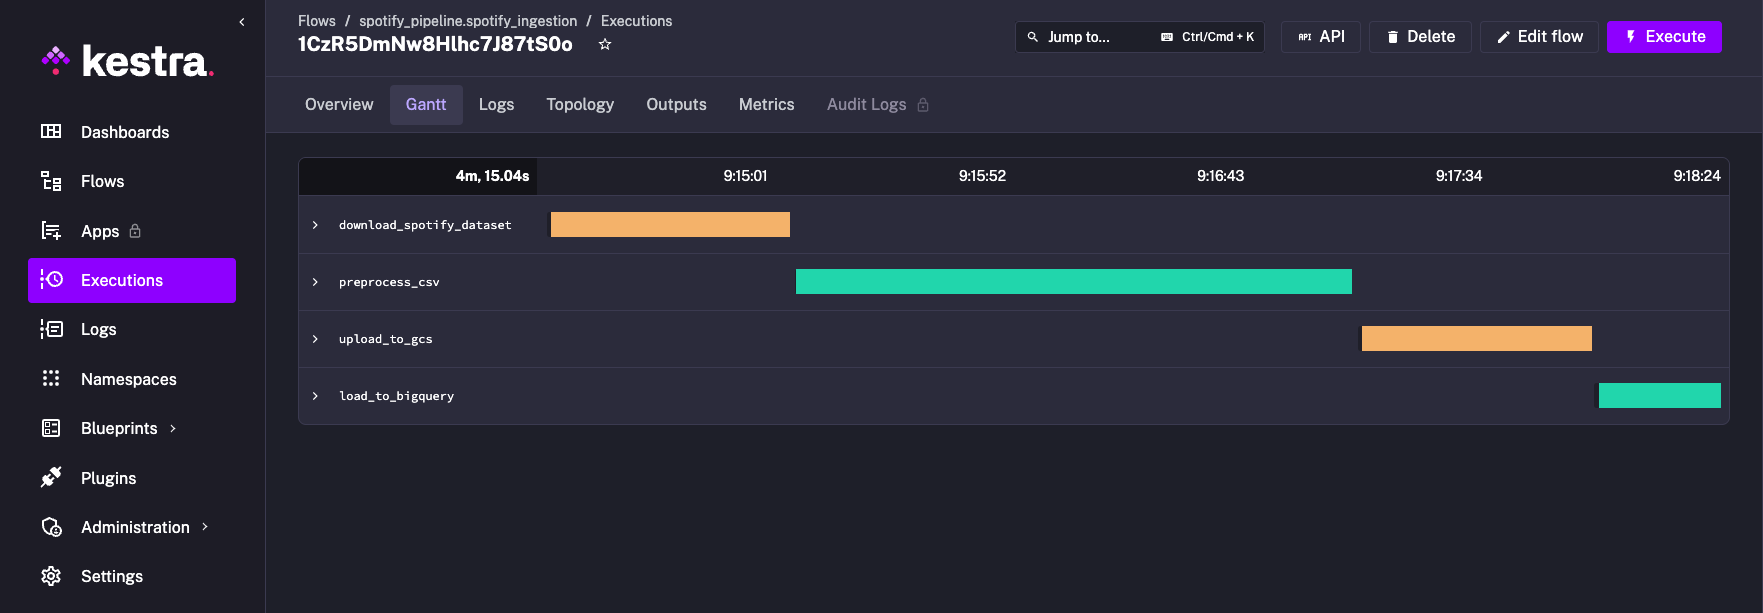 Flows / spotify_pipeline.spotify_ingestion / Executions
1CzR5DmNw8Hlhc7J87tS0o
Jump to... Ctrl/Cmd + K
API API
Delete
Edit flow
Execute
kestra.
Dashboards
Flows
Apps
Executions
Logs
Namespaces
Blueprints
Plugins
Administration
Settings
Overview Gantt Logs Topology Outputs Metrics Audit Logs
4m, 15.04s 9:15:01 9:15:52 9:16:43 9:17:34 9:18:24
download_spotify_dataset
preprocess_csv
upload_to_gcs
load_to_bigquery